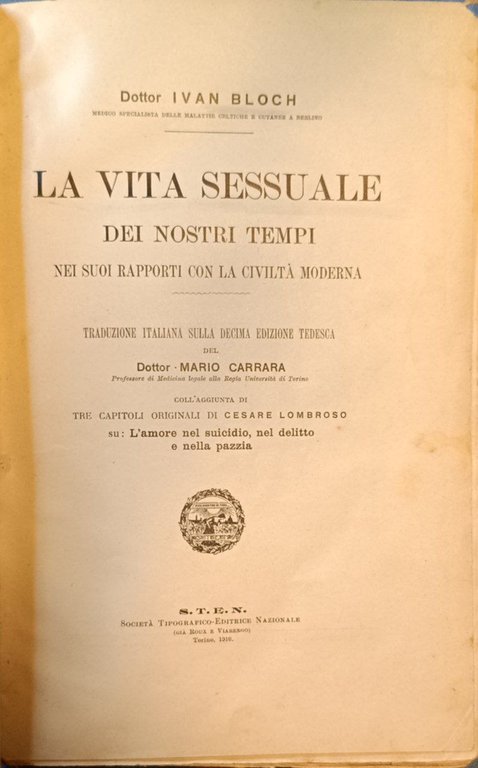 Dottor IVAN BLOCH
MEDICO SPECIALISTA DELLE MALATTIE CELTICHE E CUTANEE A BERLINO
LA VITA SESSUALE
DEI NOSTRI TEMPI
NEI SUOI RAPPORTI CON LA CIVILTÀ MODERNA
TRADUZIONE ITALIANA SULLA DECIMA EDIZIONE TEDESCA
DEL
Dottor MARIO CARRARA
Professore di Medicina legale alla Regia Università di Torino
COLL'AGGIUNTA DI
TRE CAPITOLI ORIGINALI DI CESARE LOMBROSO
su: L'amore nel suicidio, nel delitto
e nella pazzia
S. T. E. N.
SOCIETÀ TIPOGRAFICO-EDITRICE NAZIONALE
(GIÀ ROUX E VIARENGO)
Torino, 1910.